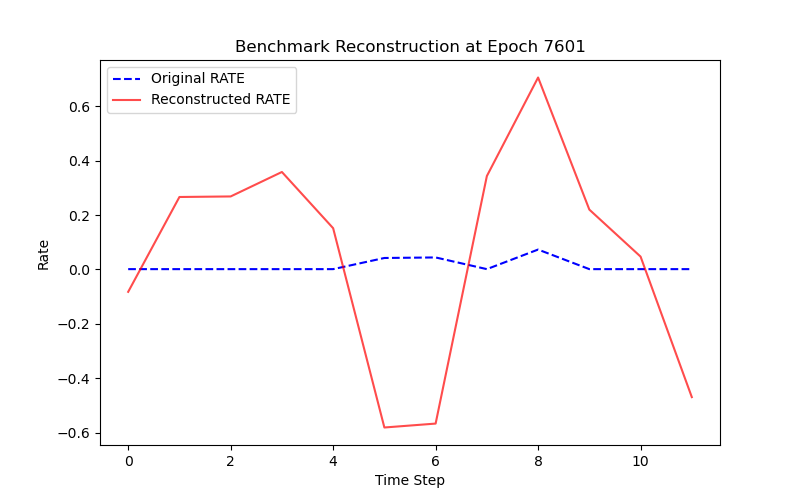 Benchmark Reconstruction at Epoch 7601
Original RATE
Reconstructed RATE
Rate
0.6
0.4
0.2
0.0
−0.2
−0.4
−0.6
0 2 4 6 8 10
Time Step